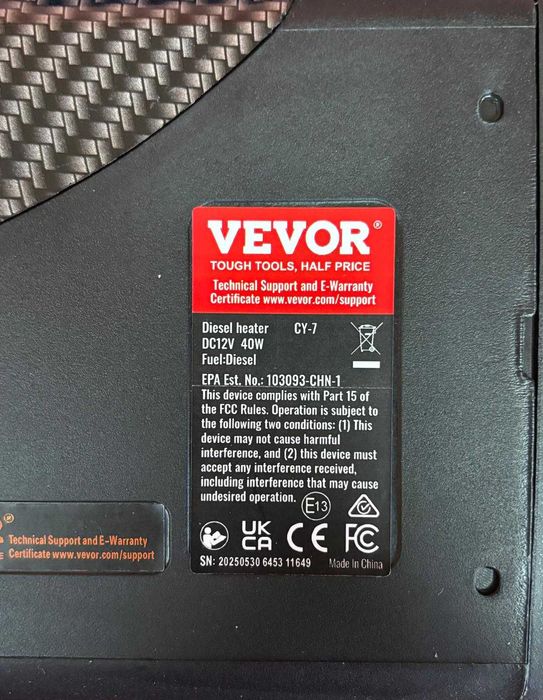 VEVOR®
TOUGH TOOLS, HALF PRICE
Technical Support and E-Warranty
Certificate www.vevor.com/support
Diesel heater CY-7
DC12V 40W
Fuel:Diesel
EPA Est. No.: 103093-CHN-1
This device complies with Part 15 of
the FCC Rules. Operation is subject to
the following two conditions: (1) This
device may not cause harmful
interference, and (2) this device must
accept any interference received,
including interference that may cause
undesired operation.
E13
UK
CA
CE
FC
SN: 20250530 6453 11649 Made In China
®
Technical Support and E-Warranty
Certificate www.vevor.com/support